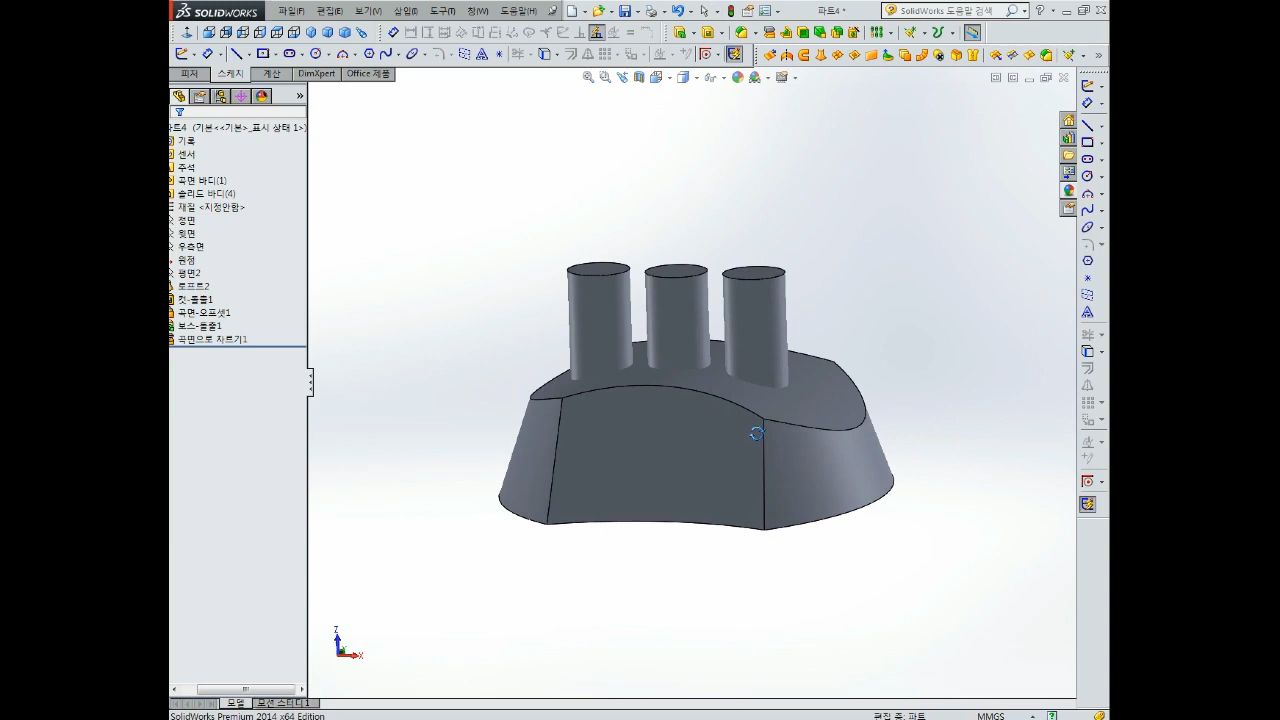 SOLIDWORKS 파일(F) 편집(E) 보기(V) 삽입(I) 도구(T) 창(W) 도움말(H) 파트4 * SolidWorks 도움말 검색
피처 스케치 계산 DimXpert Office 제품
파트4 (기본<<기본>_표시 상태 1>)
기록
센서
주석
곡면 바디(1)
솔리드 바디(4)
재질 <지정안함>
정면
윗면
우측면
원점
평면2
로프트2
컷-돌출1
곡면-오프셋1
보스-돌출1
곡면으로 자르기1
Z
X
모델 모션 스터디 1
SolidWorks Premium 2014 x64 Edition 편집 중: 파트 MMGS